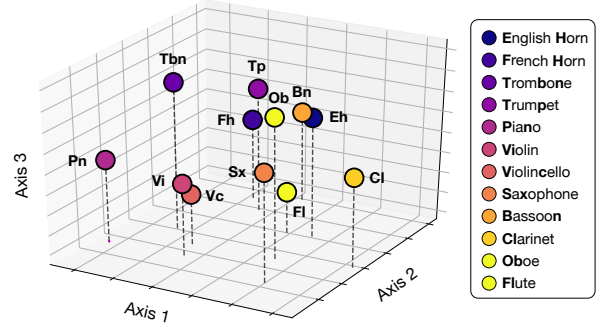 Tbn
Tp
Bn
Ob
Fh
Eh
Pn
Vi
Sx
Cl
Vc
Fl
Axis 3
Axis 1
Axis 2
English Horn
French Horn
Trombone
Trumpet
Piano
Violin
Violincello
Saxophone
Bassoon
Clarinet
Oboe
Flute